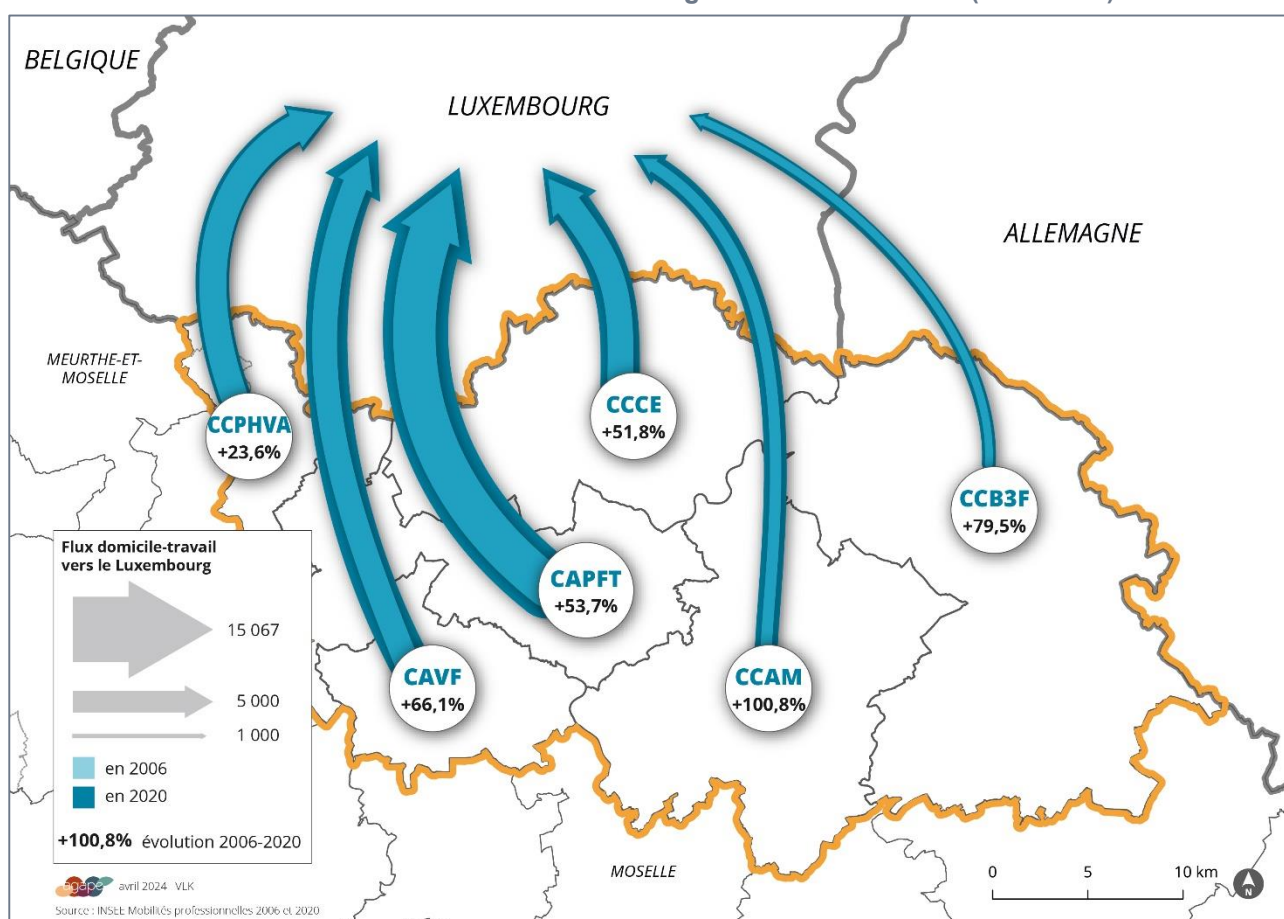 BELGIQUE
LUXEMBOURG
ALLEMAGNE
MEURTHE-ET-
MOSELLE
CCPHVA
+23,6%
CCCE
+51,8%
CCB3F
+79,5%
CAPFT
+53,7%
CAVF
+66,1%
CCAM
+100,8%
Flux domicile-travail
vers le Luxembourg
15 067
5 000
1 000
en 2006
en 2020
+100,8% évolution 2006-2020
MOSELLE
0 5 10 km
N
agape avril 2024 VLK
Source : INSEE Mobilités professionnelles 2006 et 2020